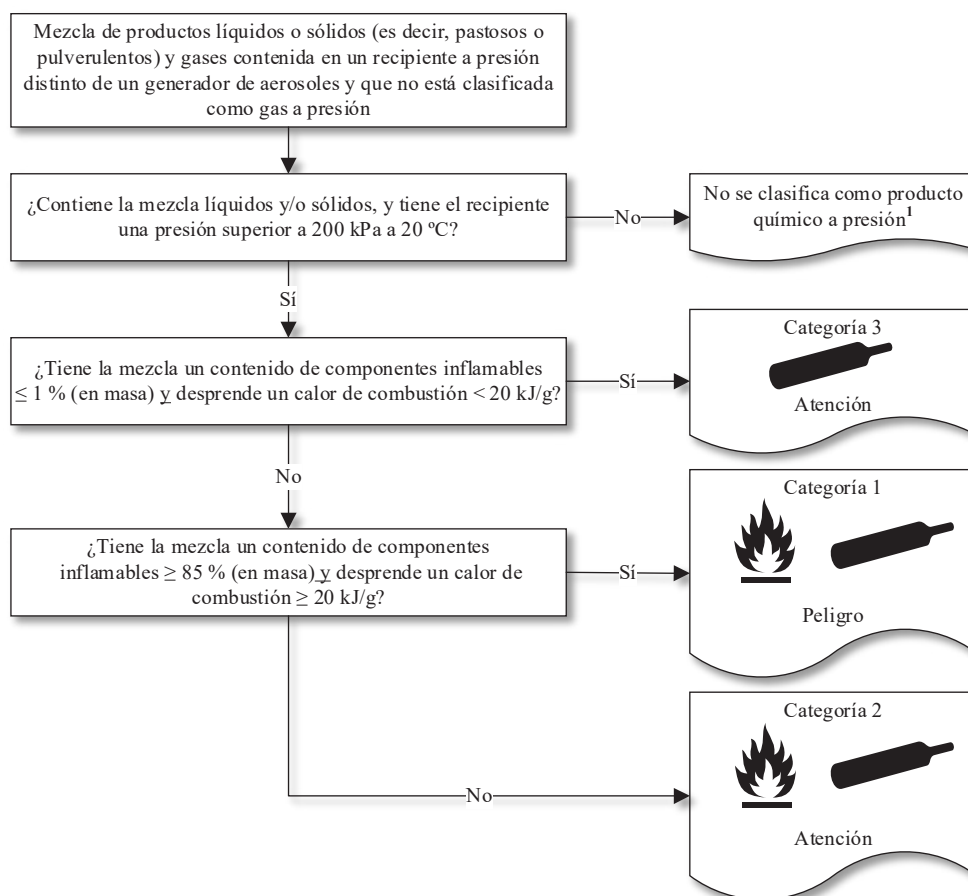 Mezcla de productos líquidos o sólidos (es decir, pastosos o
pulverulentos) y gases contenida en un recipiente a presión
distinto de un generador de aerosoles y que no está clasificada
como gas a presión
¿Contiene la mezcla líquidos y/o sólidos, y tiene el recipiente
una presión superior a 200 kPa a 20 ºC?
No
No se clasifica como producto
químico a presión¹
Sí
¿Tiene la mezcla un contenido de componentes inflamables
≤ 1 % (en masa) y desprende un calor de combustión < 20 kJ/g?
Sí
Categoría 3
Atención
No
¿Tiene la mezcla un contenido de componentes
inflamables ≥ 85 % (en masa) y desprende un calor de
combustión ≥ 20 kJ/g?
Sí
Categoría 1
Peligro
No
Categoría 2
Atención